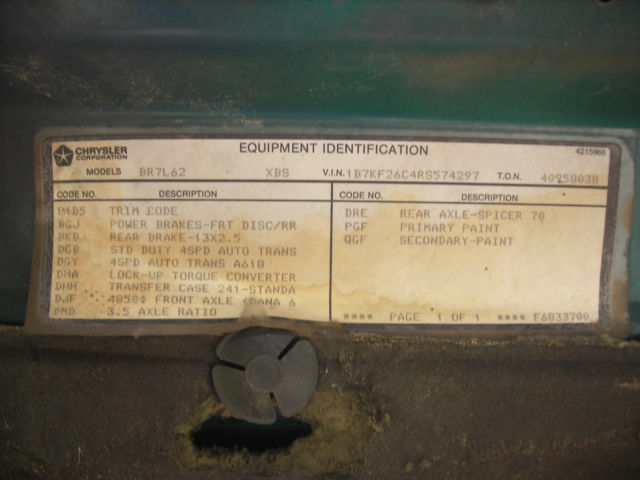 CHRYSLER CORPORATION EQUIPMENT IDENTIFICATION 4215966
MODELS BR7L62 XBS V.I.N. 1B7KF26C4RS574297 T.O.N. 40958038
CODE NO. DESCRIPTION
TRIM CODE
BGJ POWER BRAKES-FRT DISC/RR
BKB REAR BRAKE-13X2.5
DGB STD DUTY 4SPD AUTO TRANS
DGY 4SPD AUTO TRANS A618
DHA LOCK-UP TORQUE CONVERTER
DHH TRANSFER CASE 241-STANDA
DJF 4850# FRONT AXLE (DANA 6
DMD 3.5 AXLE RATIO
CODE NO. DESCRIPTION
DRE REAR AXLE-SPICER 70
PGF PRIMARY PAINT
QGF SECONDARY-PAINT
**** PAGE 1 OF 1 **** E6833700